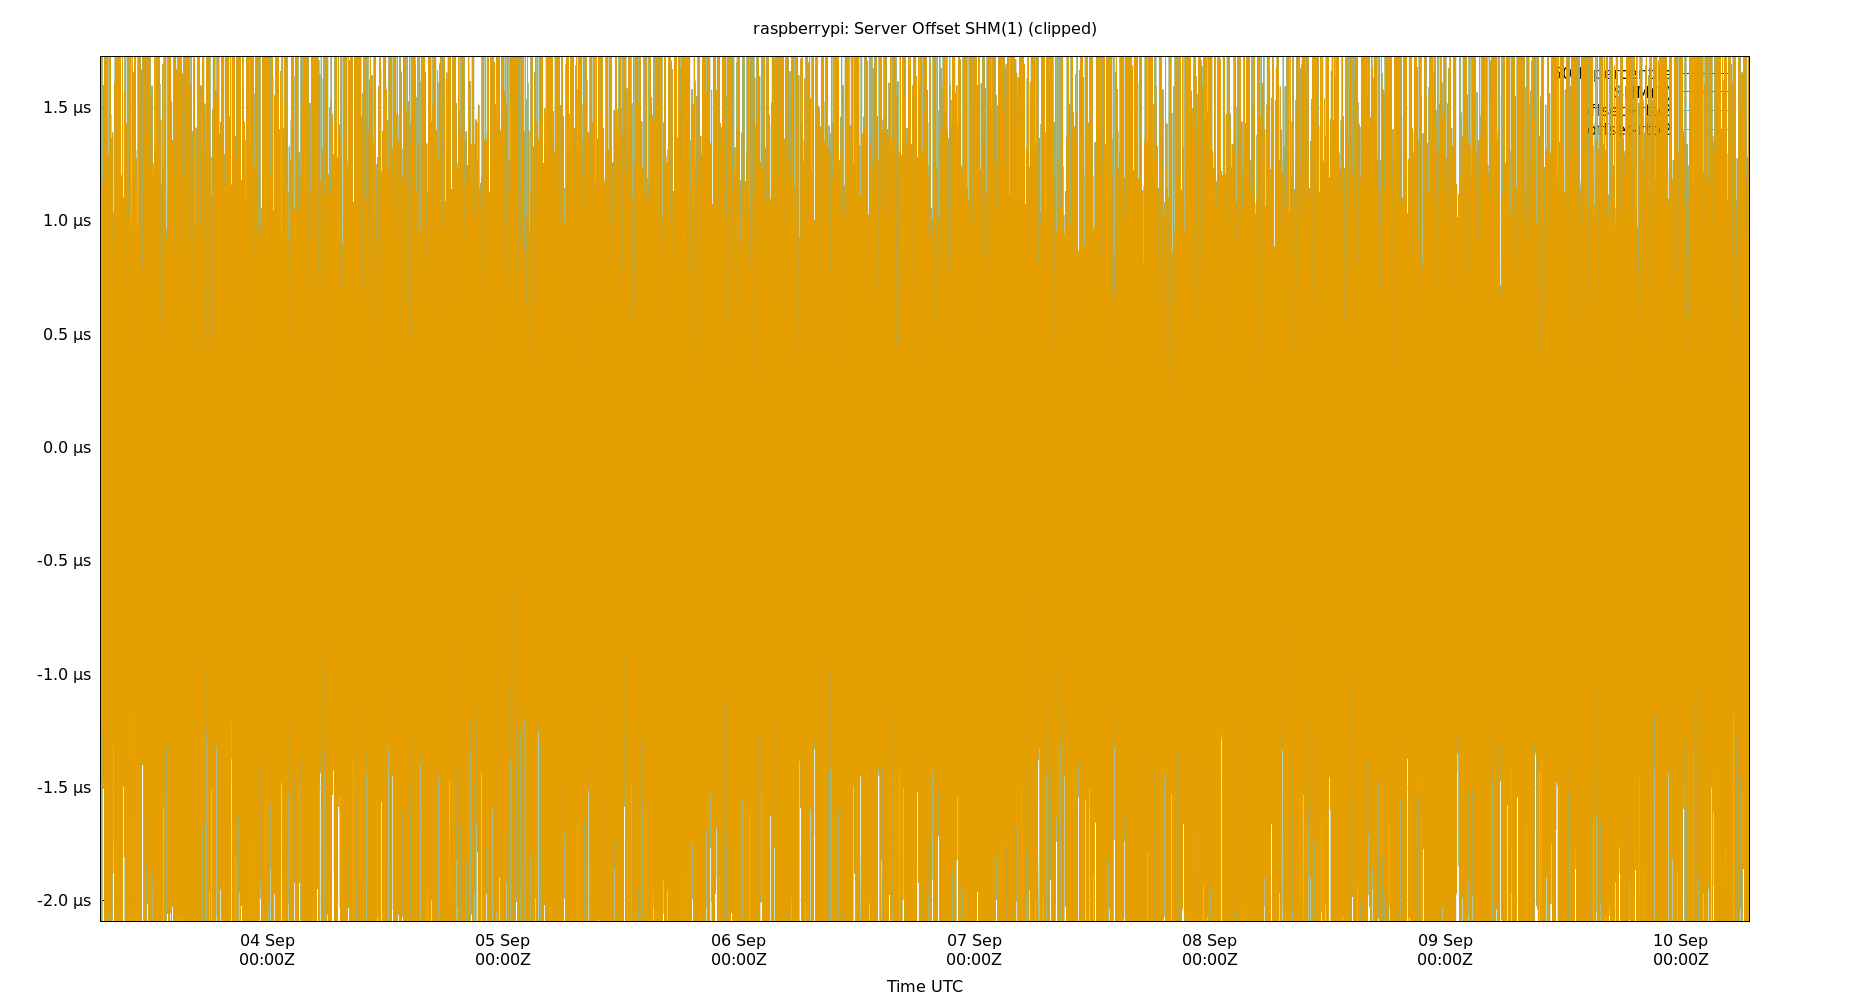 raspberrypi: Server Offset SHM(1) (clipped)
1.5 µs
1.0 µs
0.5 µs
0.0 µs
-0.5 µs
-1.0 µs
-1.5 µs
-2.0 µs
04 Sep 05 Sep 06 Sep 07 Sep 08 Sep 09 Sep 10 Sep
00:00Z 00:00Z 00:00Z 00:00Z 00:00Z 00:00Z 00:00Z
Time UTC